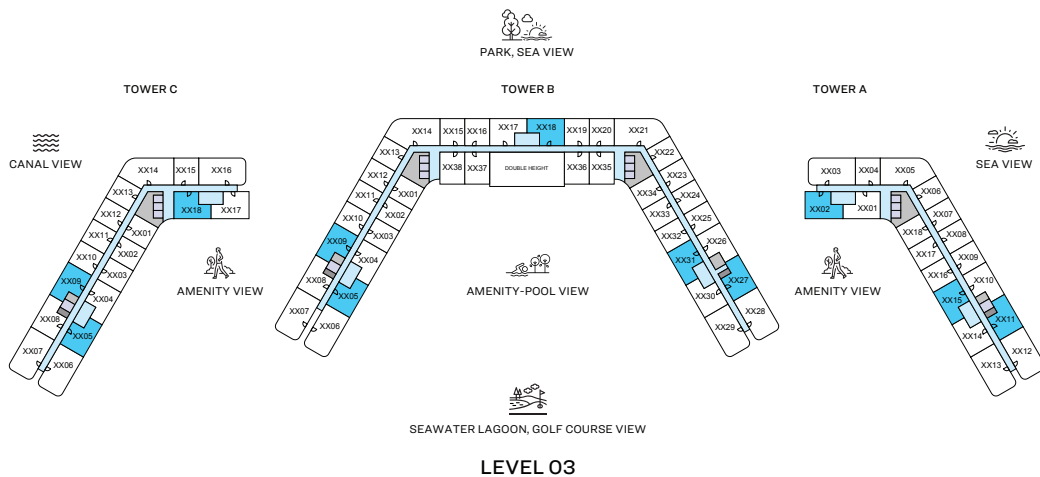 PARK, SEA VIEW
TOWER C
TOWER B
TOWER A
CANAL VIEW
SEA VIEW
XX14
XX15
XX16
XX13
XX12
XX11
XX10
XX09
XX08
XX07
XX06
XX05
XX04
XX03
XX02
XX01
XX18
XX17
AMENITY VIEW
XX14
XX15
XX16
XX17
XX18
XX19
XX20
XX21
XX38
XX37
DOUBLE HEIGHT
XX36
XX35
XX13
XX12
XX11
XX10
XX09
XX08
XX07
XX06
XX05
XX04
XX03
XX02
XX01
XX22
XX23
XX24
XX25
XX26
XX27
XX28
XX29
XX30
XX31
XX32
XX33
XX34
AMENITY-POOL VIEW
XX03
XX04
XX05
XX02
XX01
XX06
XX07
XX08
XX09
XX10
XX11
XX12
XX13
XX14
XX15
XX16
XX17
XX18
AMENITY VIEW
SEAWATER LAGOON, GOLF COURSE VIEW
LEVEL 03